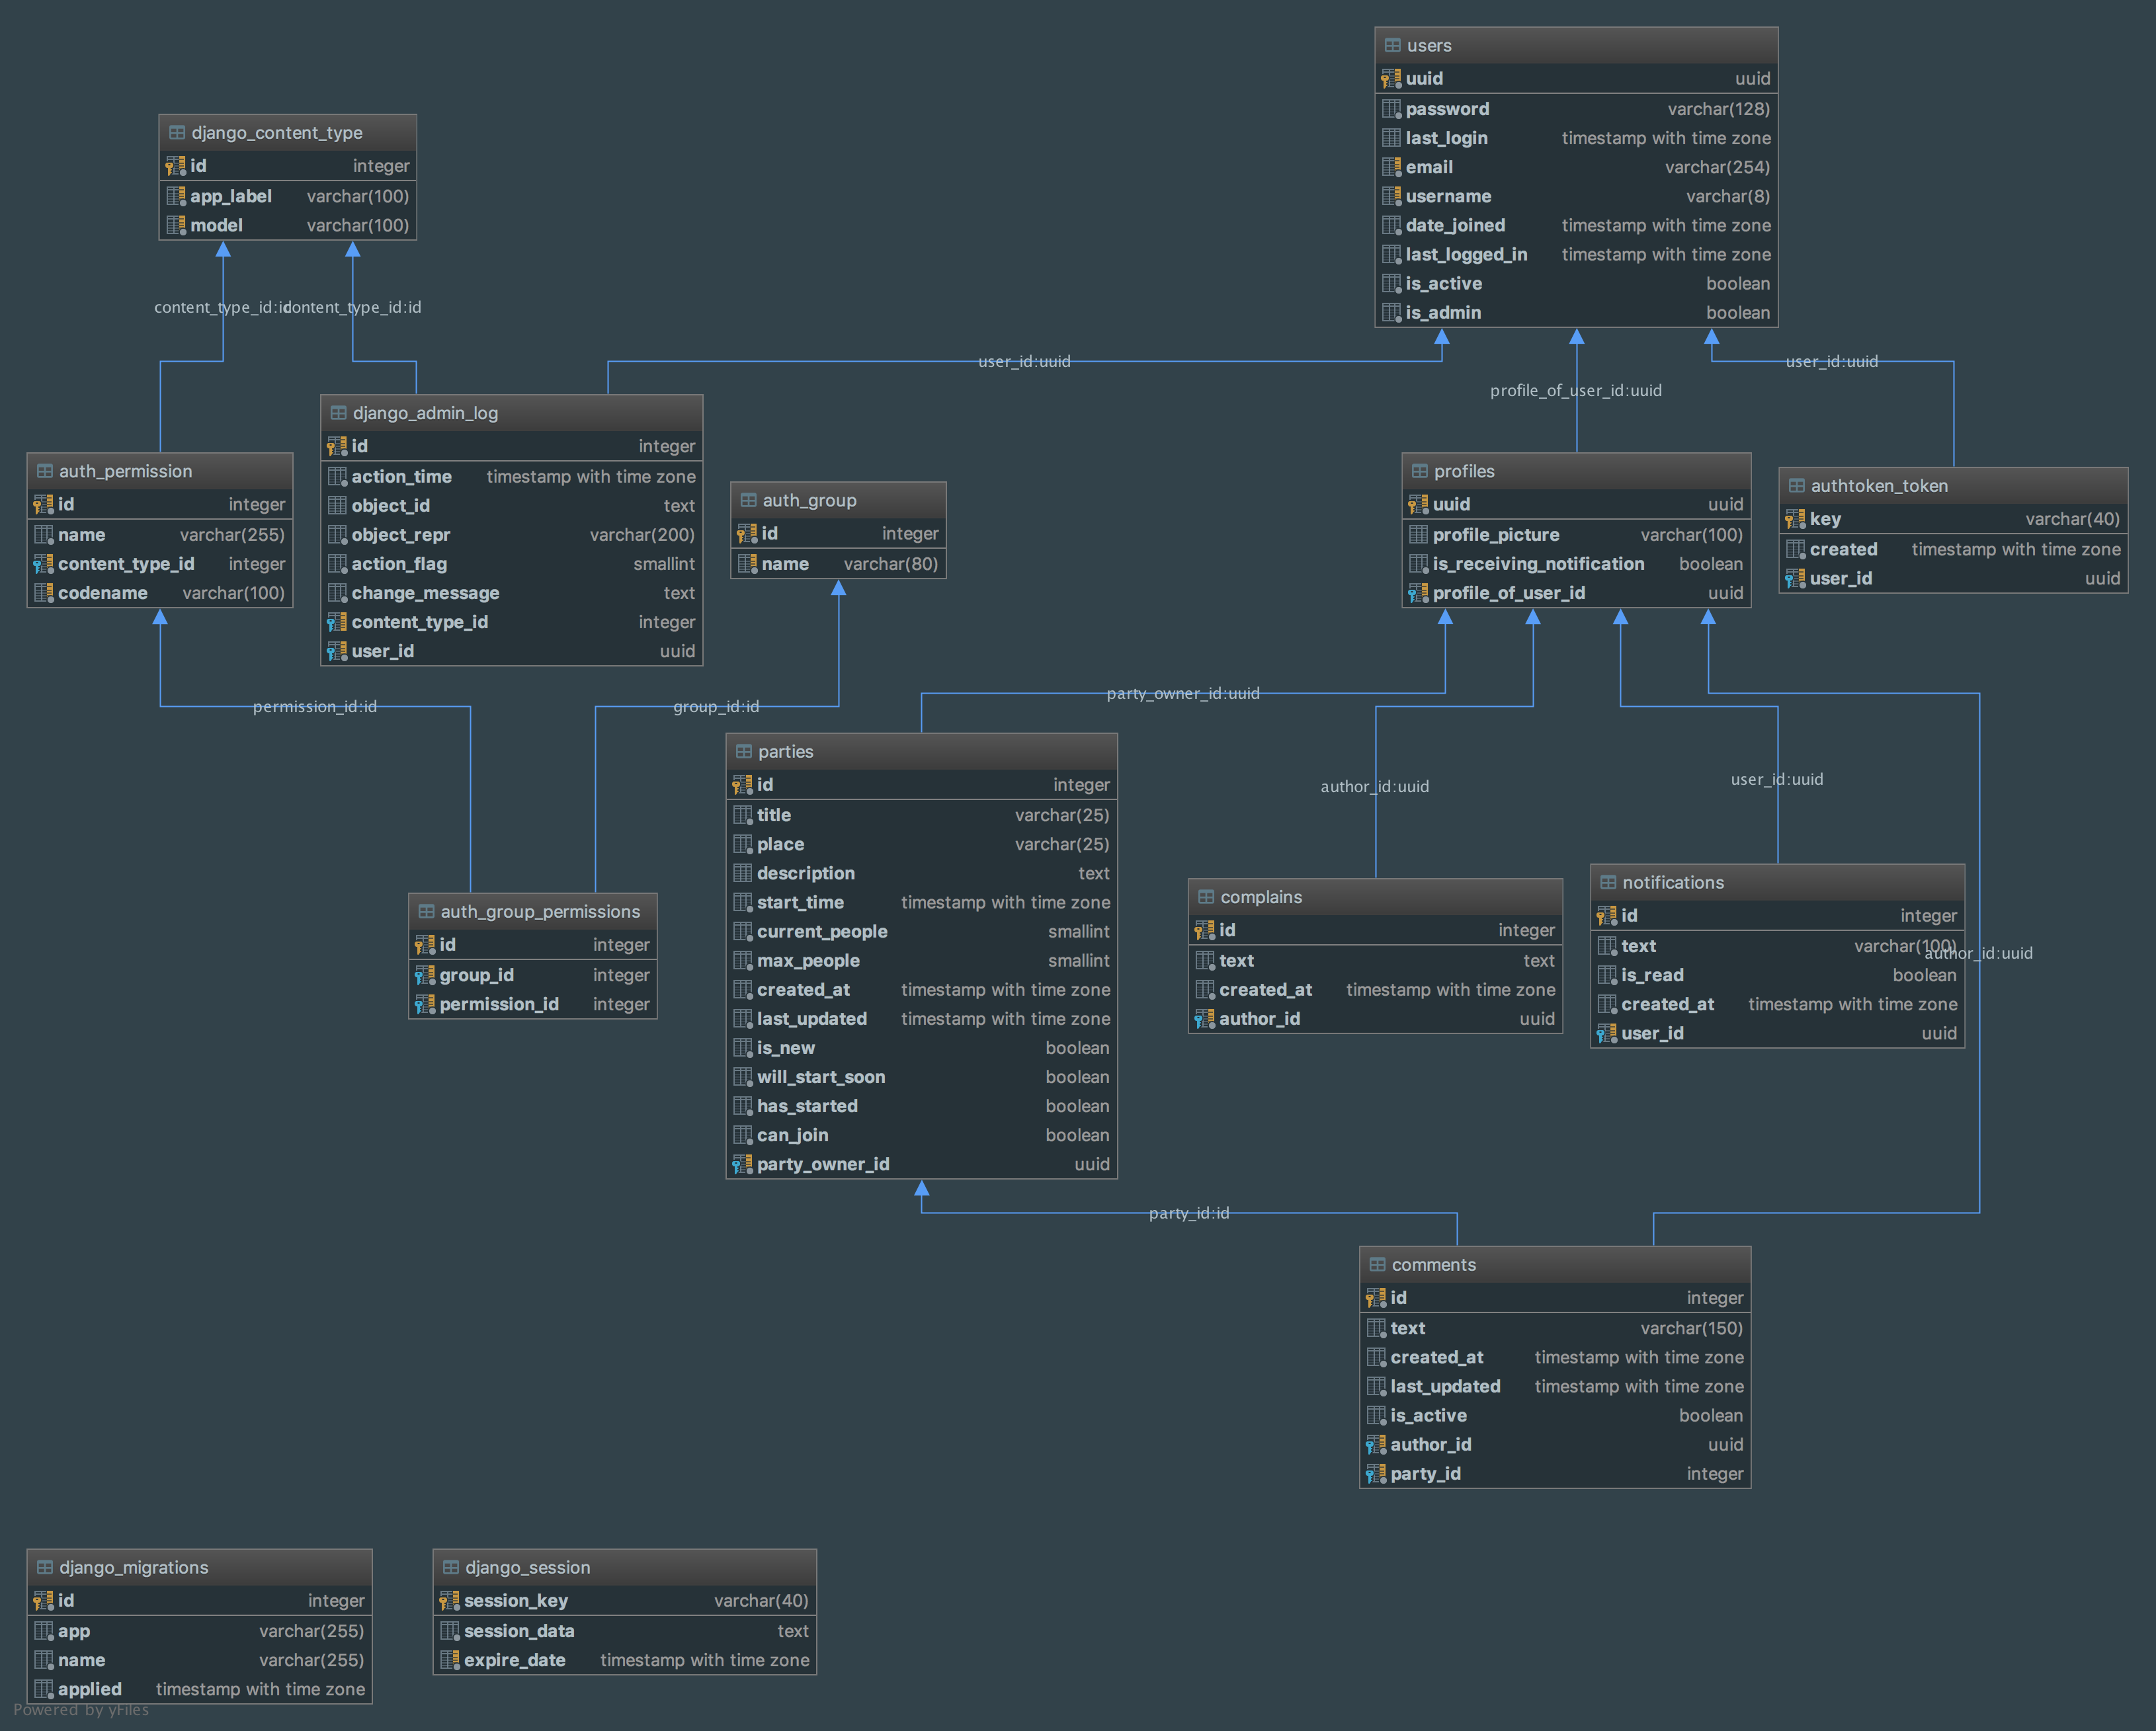 users
uuid uuid
password varchar(128)
last_login timestamp with time zone
email varchar(254)
username varchar(8)
date_joined timestamp with time zone
last_logged_in timestamp with time zone
is_active boolean
is_admin boolean
django_content_type
id integer
app_label varchar(100)
model varchar(100)
content_type_id:id
content_type_id:id
user_id:uuid
profile_of_user_id:uuid
user_id:uuid
django_admin_log
id integer
action_time timestamp with time zone
object_id text
object_repr varchar(200)
action_flag smallint
change_message text
content_type_id integer
user_id uuid
auth_permission
id integer
name varchar(255)
content_type_id integer
codename varchar(100)
auth_group
id integer
name varchar(80)
profiles
uuid uuid
profile_picture varchar(100)
is_receiving_notification boolean
profile_of_user_id uuid
authtoken_token
key varchar(40)
created timestamp with time zone
user_id uuid
permission_id:id
group_id:id
party_owner_id:uuid
author_id:uuid
user_id:uuid
author_id:uuid
parties
id integer
title varchar(25)
place varchar(25)
description text
start_time timestamp with time zone
current_people smallint
max_people smallint
created_at timestamp with time zone
last_updated timestamp with time zone
is_new boolean
will_start_soon boolean
has_started boolean
can_join boolean
party_owner_id uuid
auth_group_permissions
id integer
group_id integer
permission_id integer
complains
id integer
text text
created_at timestamp with time zone
author_id uuid
notifications
id integer
text varchar(100)
is_read boolean
created_at timestamp with time zone
user_id uuid
party_id:id
comments
id integer
text varchar(150)
created_at timestamp with time zone
last_updated timestamp with time zone
is_active boolean
author_id uuid
party_id integer
django_migrations
id integer
app varchar(255)
name varchar(255)
applied timestamp with time zone
django_session
session_key varchar(40)
session_data text
expire_date timestamp with time zone
Powered by yFiles